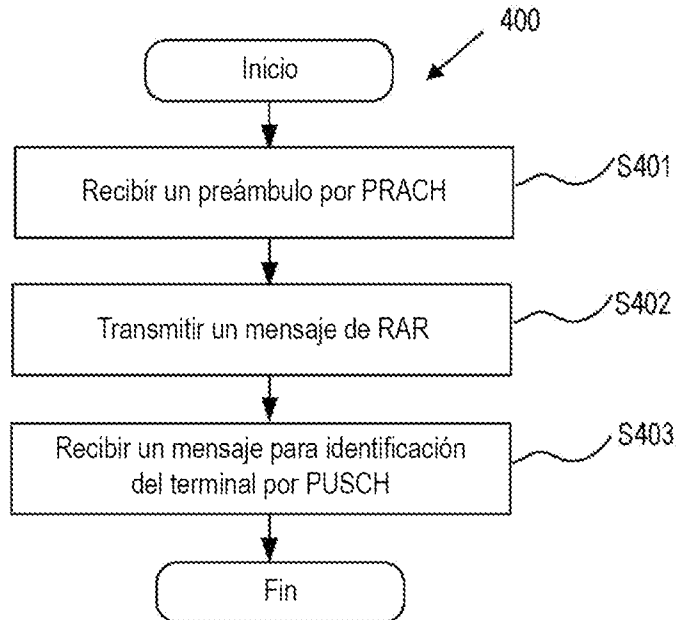 400
Inicio
Recibir un preámbulo por PRACH
S401
Transmitir un mensaje de RAR
S402
Recibir un mensaje para identificación
del terminal por PUSCH
S403
Fin